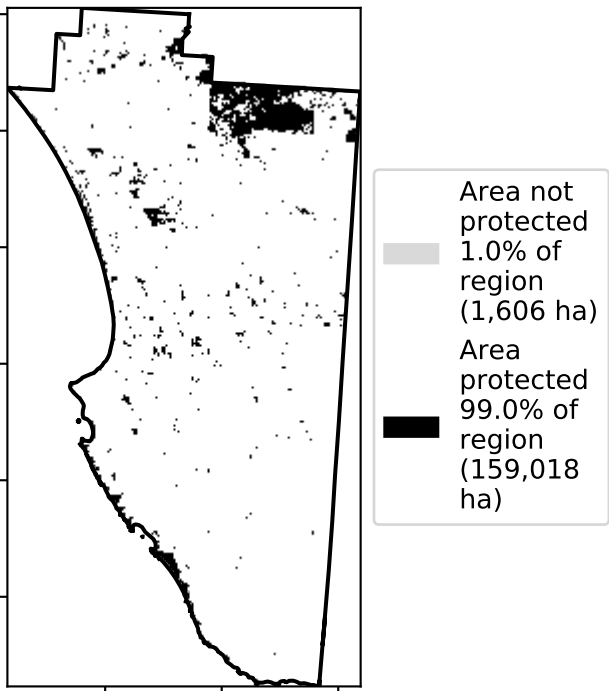 Area not
protected
1.0% of
region
(1,606 ha)
Area
protected
99.0% of
region
(159,018
ha)